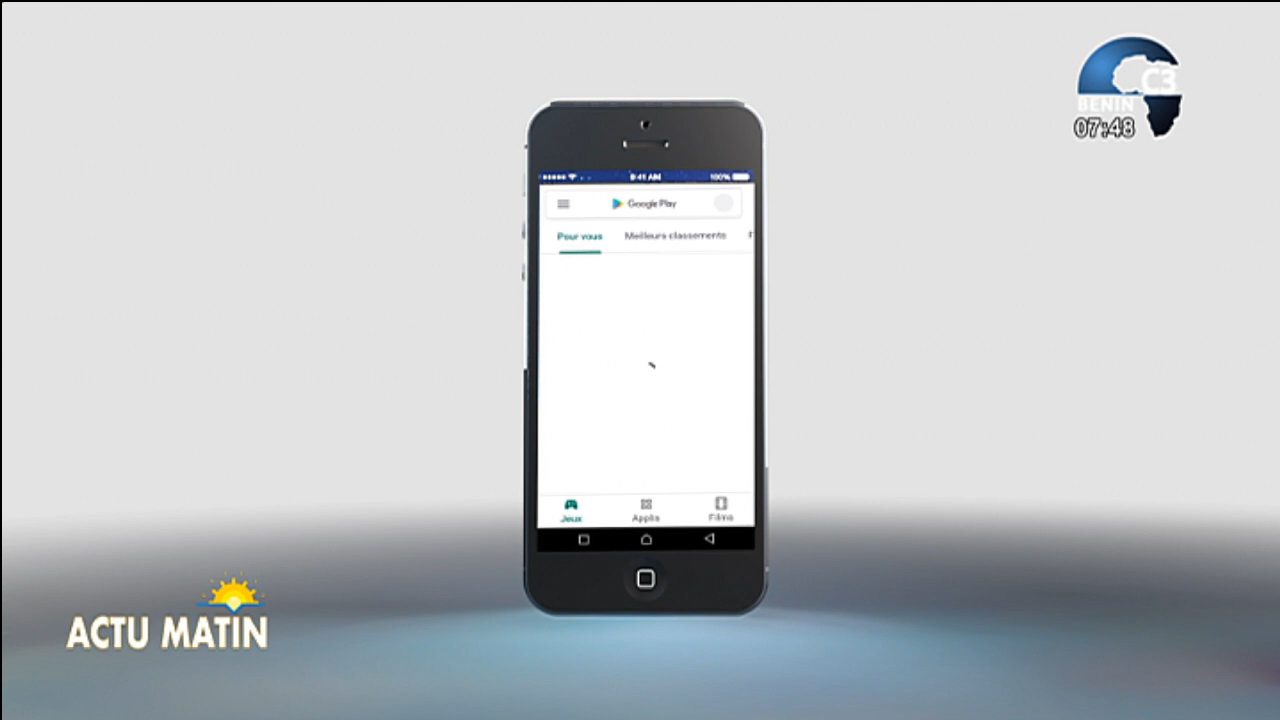 C3
BENIN
07:48
9:41 AM 100%
Google Play
Pour vous Meilleurs classements
Jeux Applis Films
ACTU MATIN